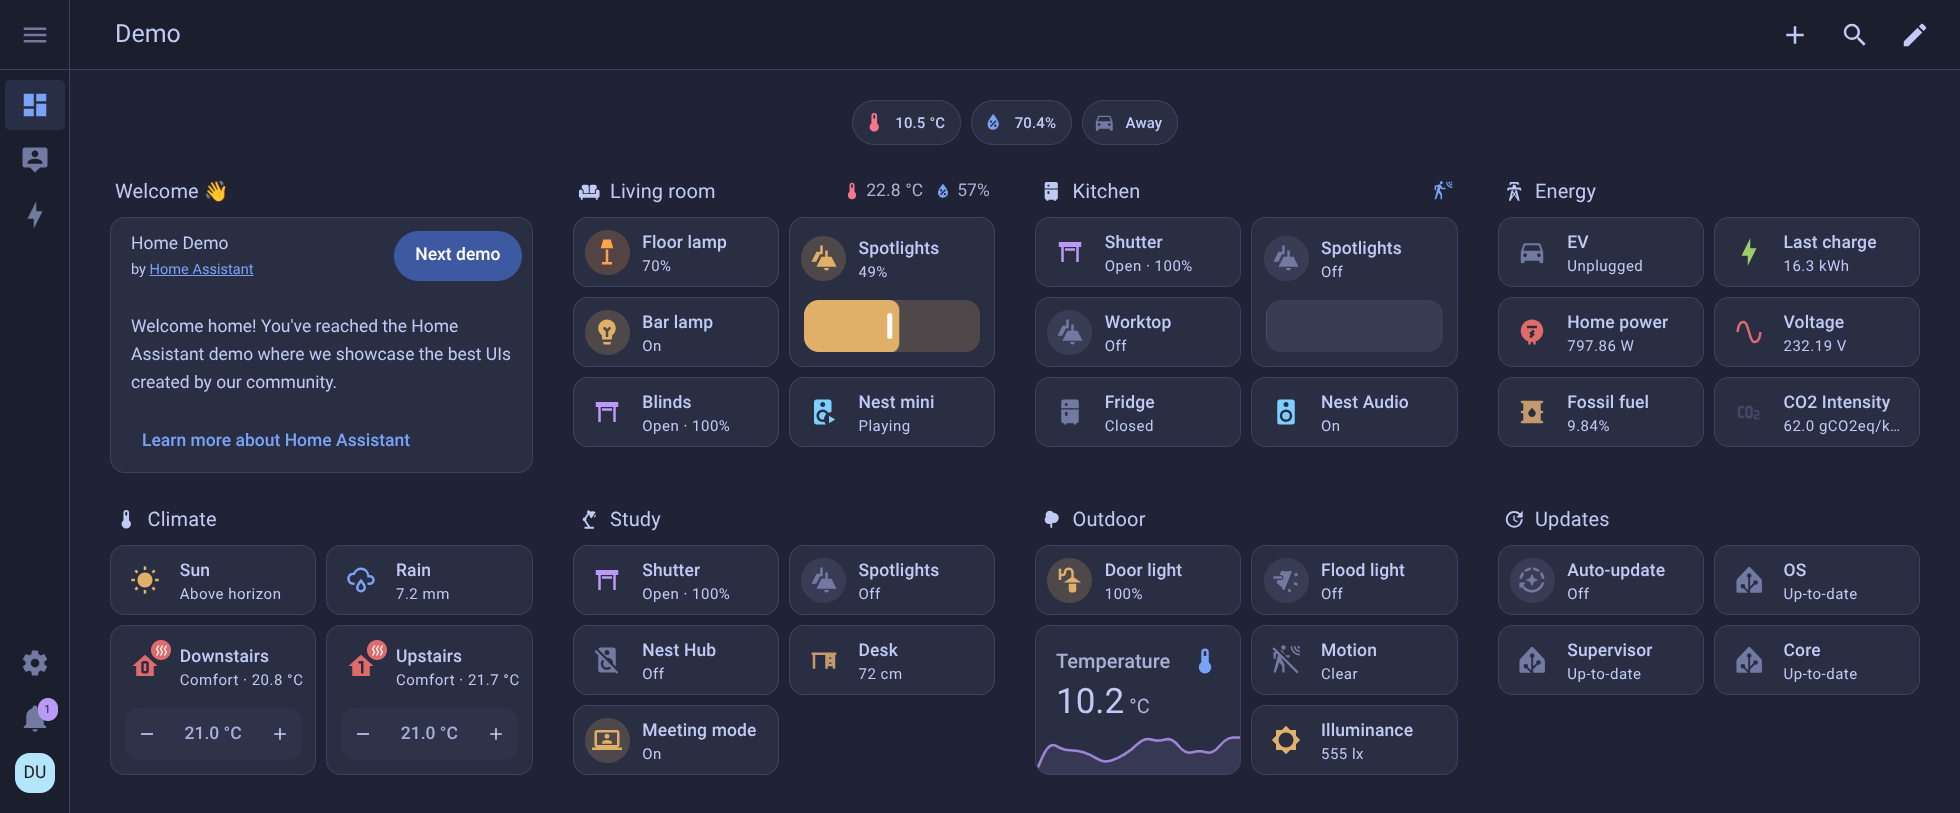 Demo
10.5 °C
70.4%
Away
Welcome 👋
Home Demo
by Home Assistant
Next demo
Welcome home! You've reached the Home
Assistant demo where we showcase the best UIs
created by our community.
Learn more about Home Assistant
Living room
22.8 °C
57%
Floor lamp
70%
Spotlights
49%
Bar lamp
On
Blinds
Open · 100%
Nest mini
Playing
Kitchen
Shutter
Open · 100%
Spotlights
Off
Worktop
Off
Fridge
Closed
Nest Audio
On
Energy
EV
Unplugged
Last charge
16.3 kWh
Home power
797.86 W
Voltage
232.19 V
Fossil fuel
9.84%
CO₂
CO2 Intensity
62.0 gCO2eq/k...
Climate
Sun
Above horizon
Rain
7.2 mm
0
Downstairs
Comfort · 20.8 °C
− 21.0 °C +
1
Upstairs
Comfort · 21.7 °C
− 21.0 °C +
Study
Shutter
Open · 100%
Spotlights
Off
Nest Hub
Off
Desk
72 cm
Meeting mode
On
Outdoor
Door light
100%
Flood light
Off
Temperature
10.2 °C
Motion
Clear
Illuminance
555 lx
Updates
Auto-update
Off
OS
Up-to-date
Supervisor
Up-to-date
Core
Up-to-date
1
DU